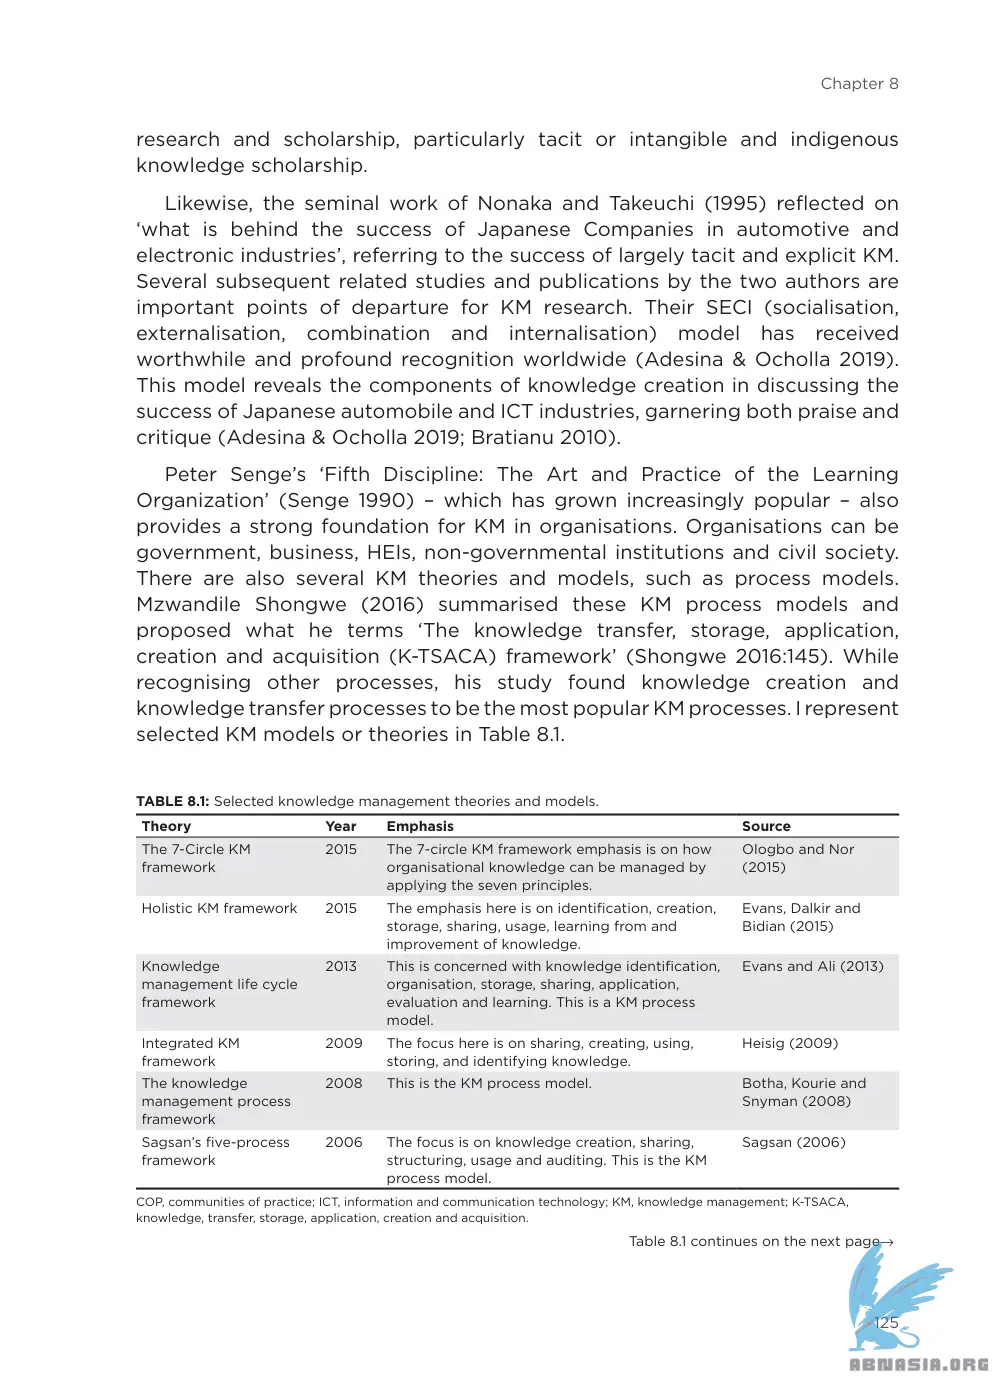 Chapter 8
research and scholarship, particularly tacit or intangible and indigenous
knowledge scholarship.
Likewise, the seminal work of Nonaka and Takeuchi (1995) reflected on
‘what is behind the success of Japanese Companies in automotive and
electronic industries’, referring to the success of largely tacit and explicit KM.
Several subsequent related studies and publications by the two authors are
important points of departure for KM research. Their SECI (socialisation,
externalisation, combination and internalisation) model has received
worthwhile and profound recognition worldwide (Adesina & Ocholla 2019).
This model reveals the components of knowledge creation in discussing the
success of Japanese automobile and ICT industries, garnering both praise and
critique (Adesina & Ocholla 2019; Bratianu 2010).
Peter Senge’s ‘Fifth Discipline: The Art and Practice of the Learning
Organization’ (Senge 1990) – which has grown increasingly popular – also
provides a strong foundation for KM in organisations. Organisations can be
government, business, HEIs, non-governmental institutions and civil society.
There are also several KM theories and models, such as process models.
Mzwandile Shongwe (2016) summarised these KM process models and
proposed what he terms ‘The knowledge transfer, storage, application,
creation and acquisition (K-TSACA) framework’ (Shongwe 2016:145). While
recognising other processes, his study found knowledge creation and
knowledge transfer processes to be the most popular KM processes. I represent
selected KM models or theories in Table 8.1.
TABLE 8.1: Selected knowledge management theories and models.
Theory Year Emphasis Source
The 7-Circle KM 2015 The 7-circle KM framework emphasis is on how Ologbo and Nor
framework organisational knowledge can be managed by (2015)
applying the seven principles.
Holistic KM framework 2015 The emphasis here is on identification, creation, Evans, Dalkir and
storage, sharing, usage, learning from and Bidian (2015)
improvement of knowledge.
Knowledge 2013 This is concerned with knowledge identification, Evans and Ali (2013)
management life cycle organisation, storage, sharing, application,
framework evaluation and learning. This is a KM process
model.
Integrated KM 2009 The focus here is on sharing, creating, using, Heisig (2009)
framework storing, and identifying knowledge.
The knowledge 2008 This is the KM process model. Botha, Kourie and
management process Snyman (2008)
framework
Sagsan’s five-process 2006 The focus is on knowledge creation, sharing, Sagsan (2006)
framework structuring, usage and auditing. This is the KM
process model.
COP, communities of practice; ICT, information and communication technology; KM, knowledge management; K-TSACA,
knowledge, transfer, storage, application, creation and acquisition.
Table 8.1 continues on the next page→
125
ABNASIA.ORG